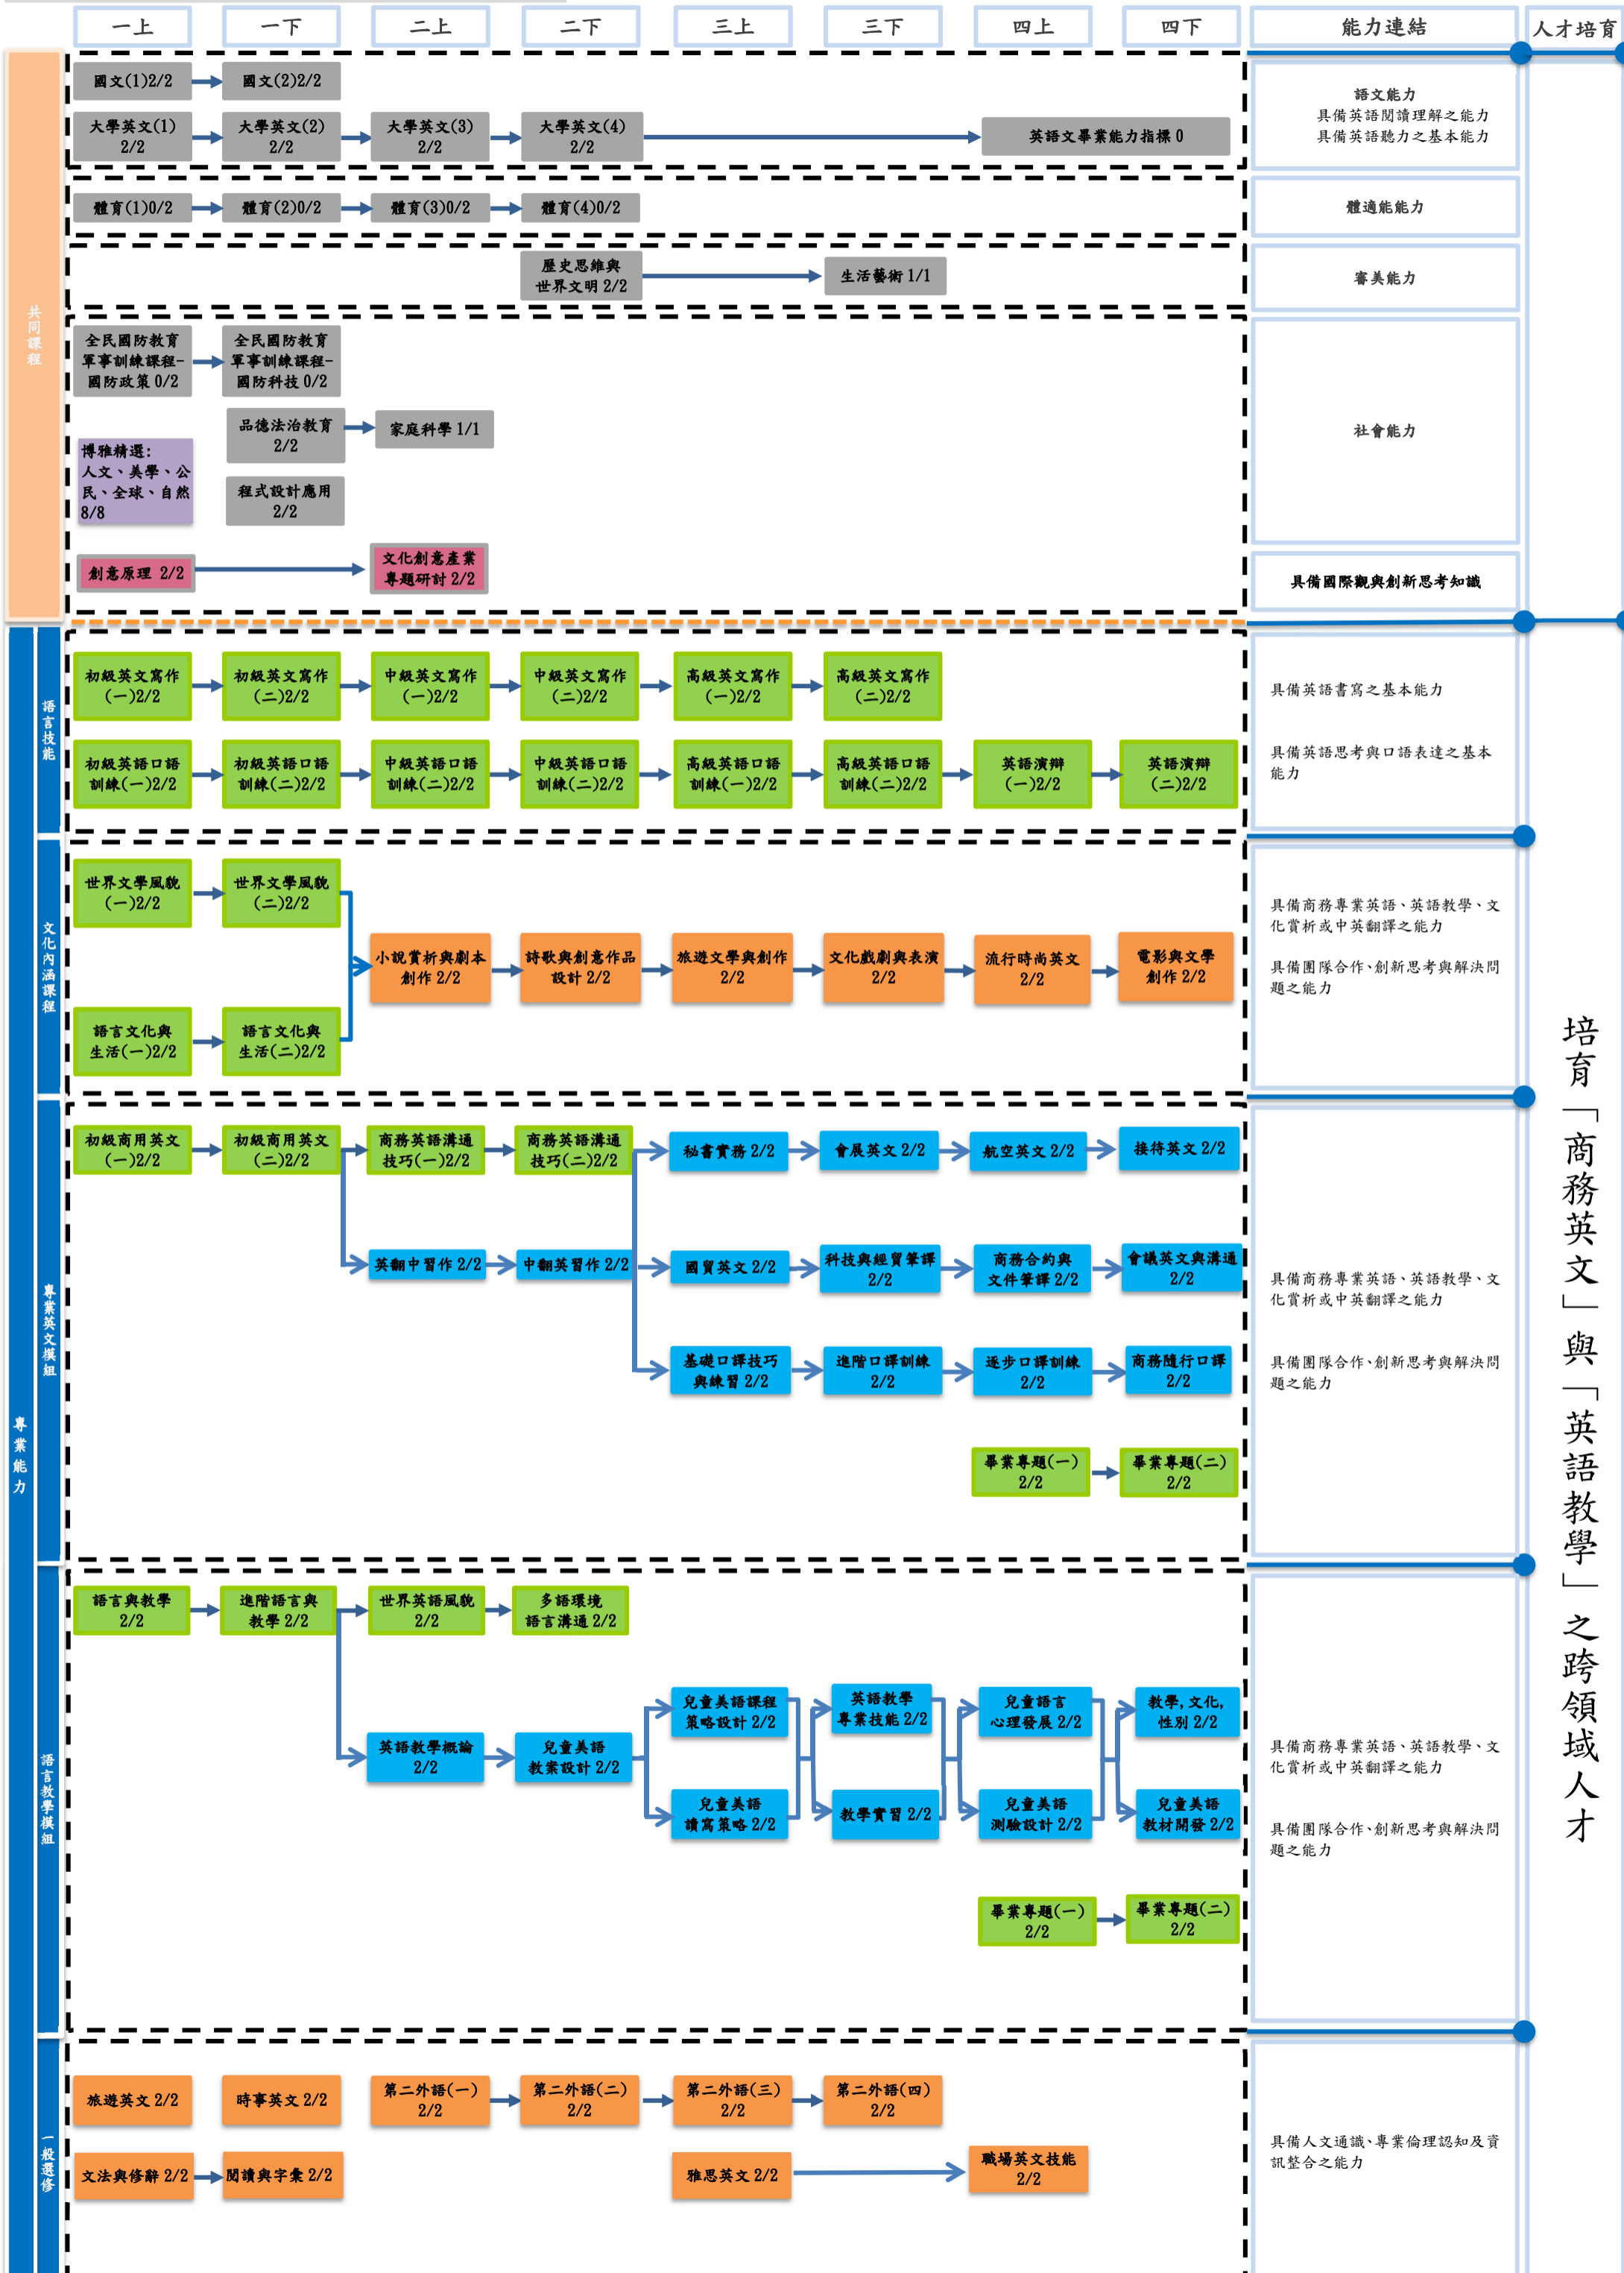 一上
一下
二上
二下
三上
三下
四上
四下
能力連結
人才培育
共同課程
國文(1)2/2
國文(2)2/2
大學英文(1)
2/2
大學英文(2)
2/2
大學英文(3)
2/2
大學英文(4)
2/2
英語文畢業能力指標 0
語文能力
具備英語閱讀理解之能力
具備英語聽力之基本能力
體育(1)0/2
體育(2)0/2
體育(3)0/2
體育(4)0/2
體適能能力
歷史思維與
世界文明 2/2
生活藝術 1/1
審美能力
全民國防教育
軍事訓練課程-
國防政策 0/2
全民國防教育
軍事訓練課程-
國防科技 0/2
品德法治教育
2/2
家庭科學 1/1
博雅精選:
人文、美學、公
民、全球、自然
8/8
程式設計應用
2/2
社會能力
創意原理 2/2
文化創意產業
專題研討 2/2
具備國際觀與創新思考知識
專業能力
語言技能
初級英文寫作
(一)2/2
初級英文寫作
(二)2/2
中級英文寫作
(一)2/2
中級英文寫作
(二)2/2
高級英文寫作
(一)2/2
高級英文寫作
(二)2/2
初級英語口語
訓練(一)2/2
初級英語口語
訓練(二)2/2
中級英語口語
訓練(二)2/2
中級英語口語
訓練(二)2/2
高級英語口語
訓練(一)2/2
高級英語口語
訓練(二)2/2
英語演辯
(一)2/2
英語演辯
(二)2/2
具備英語書寫之基本能力
具備英語思考與口語表達之基本
能力
文化內涵課程
世界文學風貌
(一)2/2
世界文學風貌
(二)2/2
小說賞析與劇本
創作 2/2
詩歌與創意作品
設計 2/2
旅遊文學與創作
2/2
文化戲劇與表演
2/2
流行時尚英文
2/2
電影與文學
創作 2/2
語言文化與
生活(一)2/2
語言文化與
生活(二)2/2
具備商務專業英語、英語教學、文
化賞析或中英翻譯之能力
具備團隊合作、創新思考與解決問
題之能力
專業英文模組
初級商用英文
(一)2/2
初級商用英文
(二)2/2
商務英語溝通
技巧(一)2/2
商務英語溝通
技巧(二)2/2
秘書實務 2/2
會展英文 2/2
航空英文 2/2
接待英文 2/2
英翻中習作 2/2
中翻英習作 2/2
國貿英文 2/2
科技與經貿筆譯
2/2
商務合約與
文件筆譯 2/2
會議英文與溝通
2/2
基礎口譯技巧
與練習 2/2
進階口譯訓練
2/2
逐步口譯訓練
2/2
商務隨行口譯
2/2
畢業專題(一)
2/2
畢業專題(二)
2/2
具備商務專業英語、英語教學、文
化賞析或中英翻譯之能力
具備團隊合作、創新思考與解決問
題之能力
語言教學模組
語言與教學
2/2
進階語言與
教學 2/2
世界英語風貌
2/2
多語環境
語言溝通 2/2
英語教學概論
2/2
兒童美語
教案設計 2/2
兒童美語課程
策略設計 2/2
英語教學
專業技能 2/2
兒童語言
心理發展 2/2
教學,文化,
性別 2/2
兒童美語
讀寫策略 2/2
教學實習 2/2
兒童美語
測驗設計 2/2
兒童美語
教材開發 2/2
畢業專題(一)
2/2
畢業專題(二)
2/2
具備商務專業英語、英語教學、文
化賞析或中英翻譯之能力
具備團隊合作、創新思考與解決問
題之能力
一般選修
旅遊英文 2/2
時事英文 2/2
第二外語(一)
2/2
第二外語(二)
2/2
第二外語(三)
2/2
第二外語(四)
2/2
文法與修辭 2/2
閱讀與字彙 2/2
雅思英文 2/2
職場英文技能
2/2
具備人文通識、專業倫理認知及資
訊整合之能力
培育「商務英文」與「英語教學」之跨領域人才